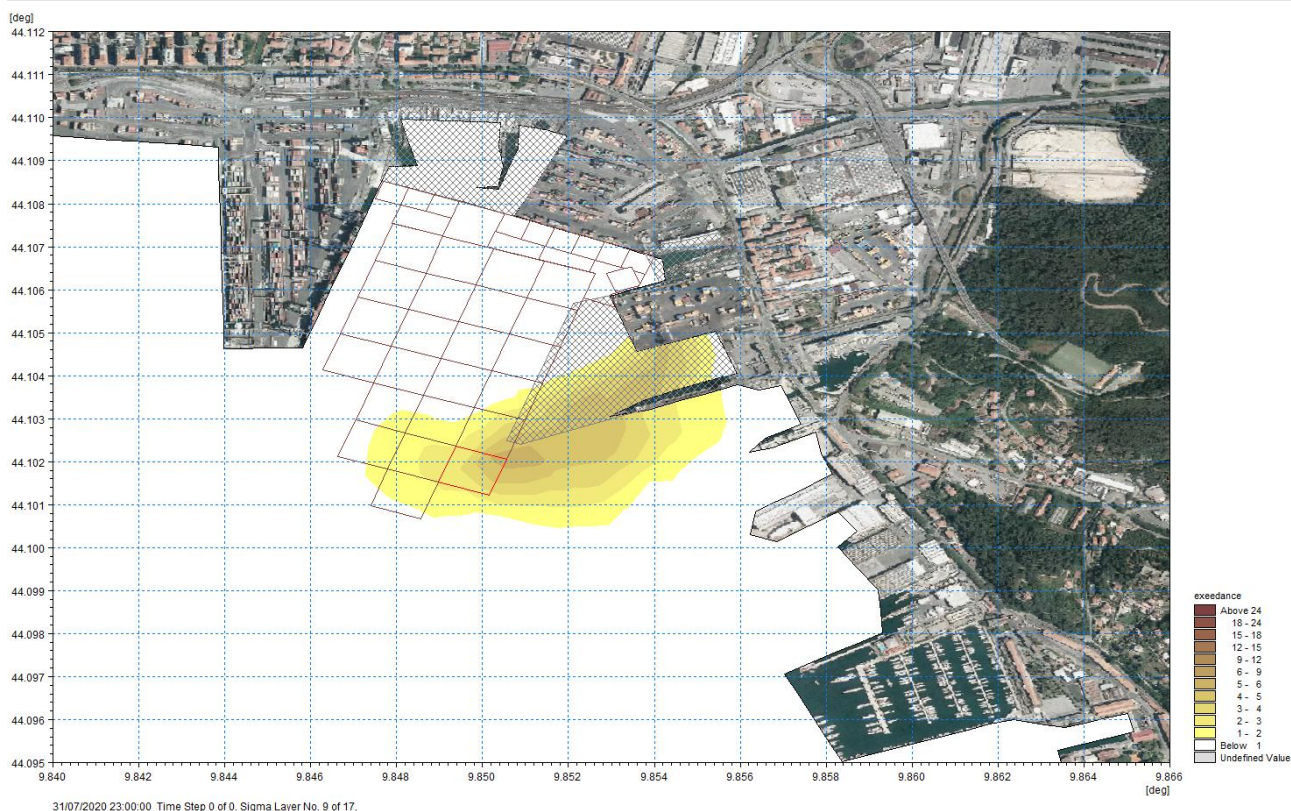 [deg]
44.112
44.111
44.110
44.109
44.108
44.107
44.106
44.105
44.104
44.103
44.102
44.101
44.100
44.099
44.098
44.097
44.096
44.095
9.840 9.842 9.844 9.846 9.848 9.850 9.852 9.854 9.856 9.858 9.860 9.862 9.864 9.866
[deg]
exeedance
Above 24
18 - 24
15 - 18
12 - 15
9 - 12
6 - 9
5 - 6
4 - 5
3 - 4
2 - 3
1 - 2
Below 1
Undefined Value
31/07/2020 23:00:00 Time Step 0 of 0. Sigma Layer No. 9 of 17.